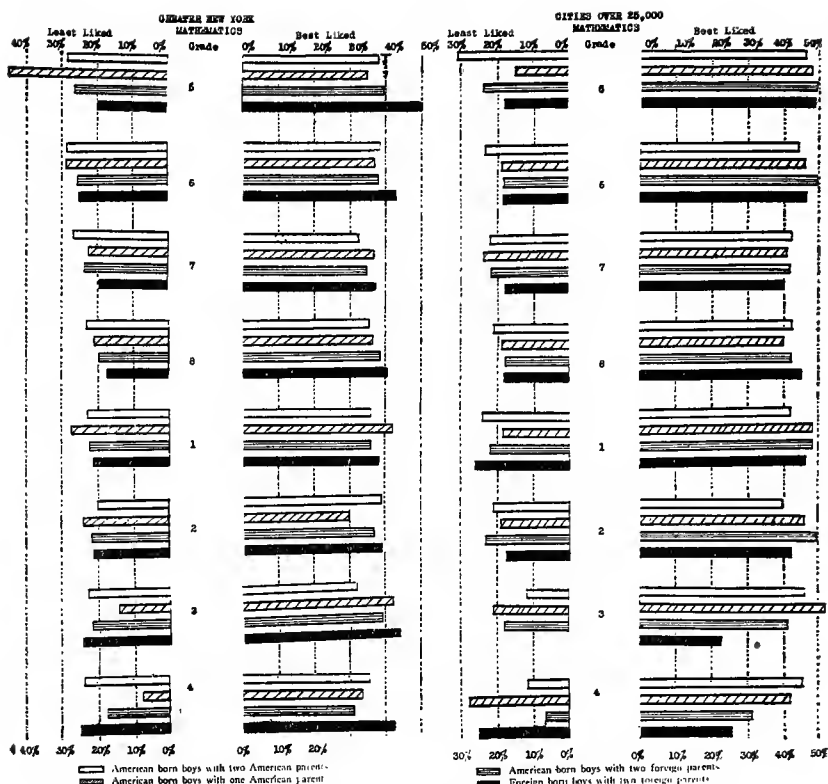 GREATER NEW YORK
MATHEMATICS
Least Liked Grade Best Liked
40% 30% 20% 10% 0% 0% 10% 20% 30% 40% 50%
5
6
7
8
1
2
3
4
40% 30% 20% 10% 0% 0% 10% 20%
CITIES OVER 25,000
MATHEMATICS
Least Liked Grade Best Liked
30% 20% 10% 0% 0% 10% 20% 30% 40% 50%
6
5
7
6
1
2
3
4
30% 20% 10% 0% 0% 10% 20% 30% 40% 50%
American born boys with two American parents
American born boys with one American parent
American born boys with two foreign parents
Foreign born boys with two foreign parents